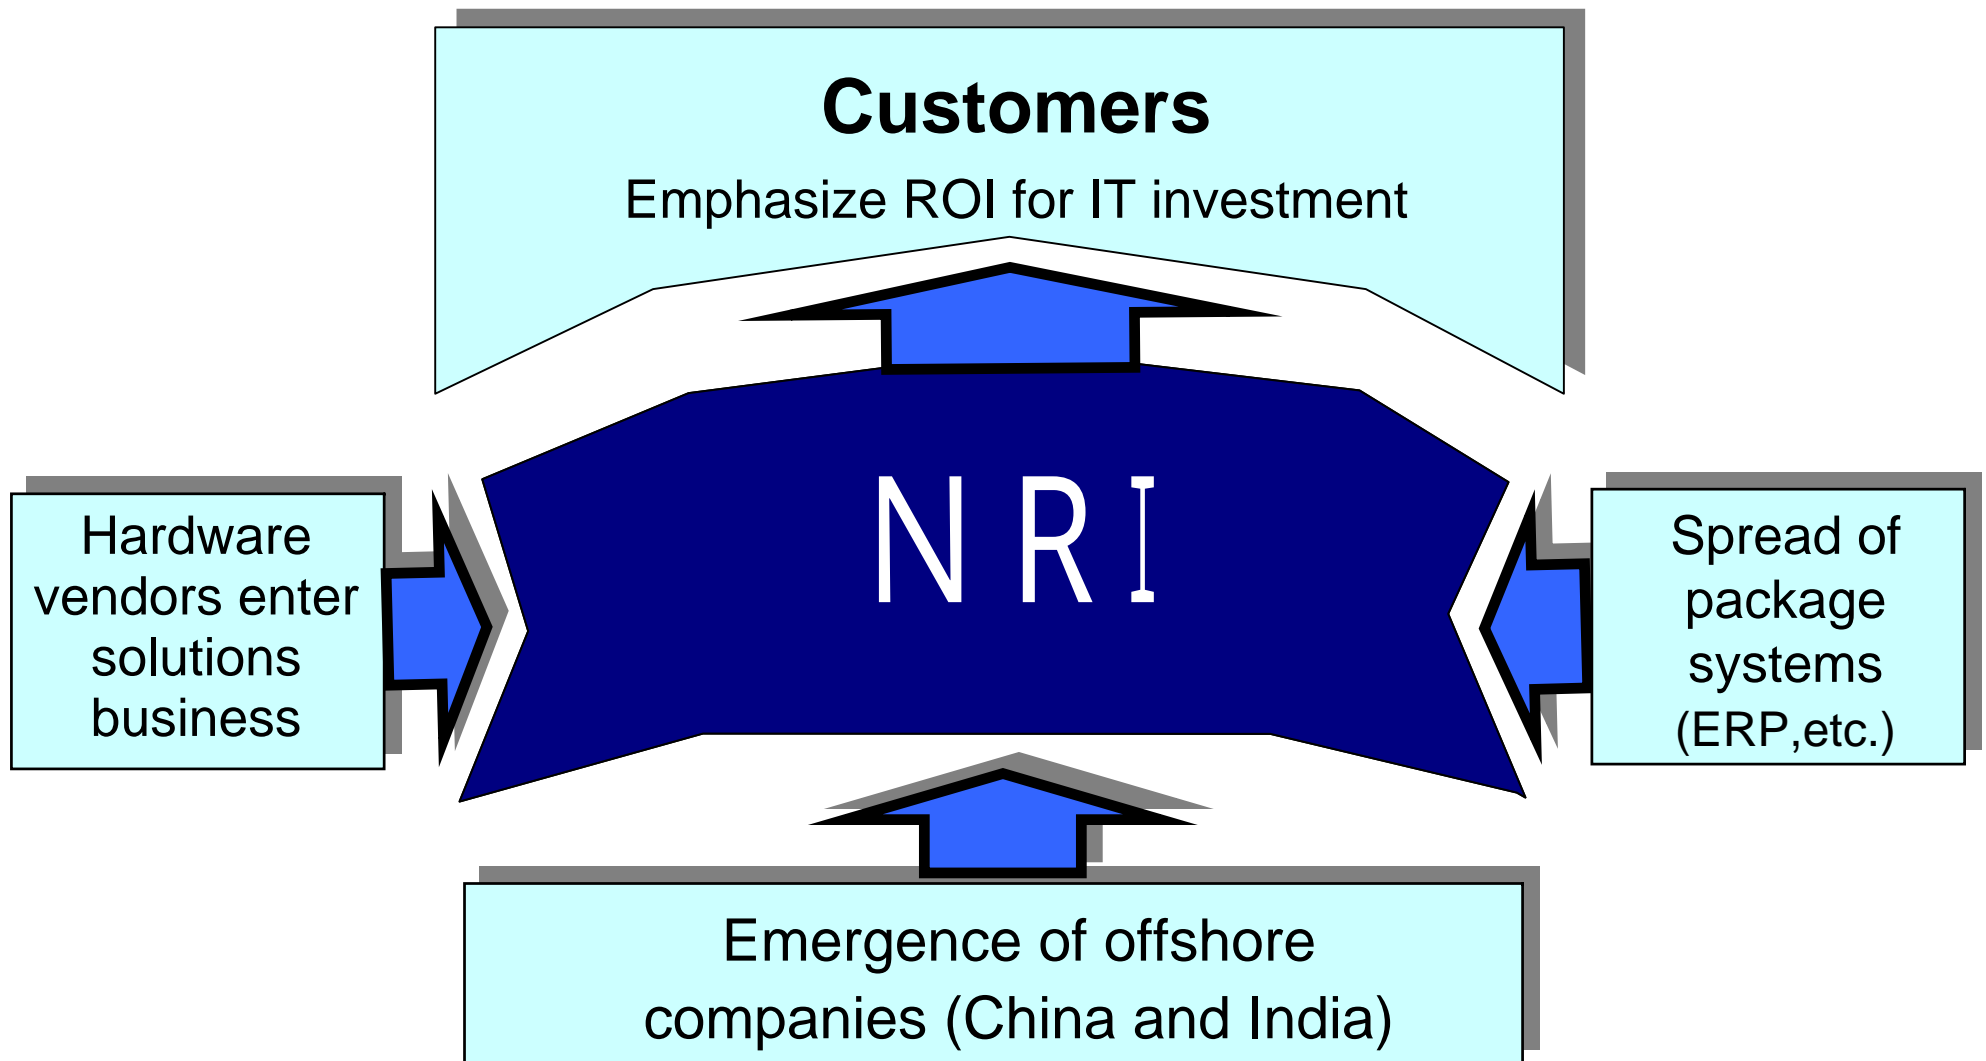 Customers
Emphasize ROI for IT investment
NRI
Hardware
vendors enter
solutions
business
Spread of
package
systems
(ERP,etc.)
Emergence of offshore
companies (China and India)